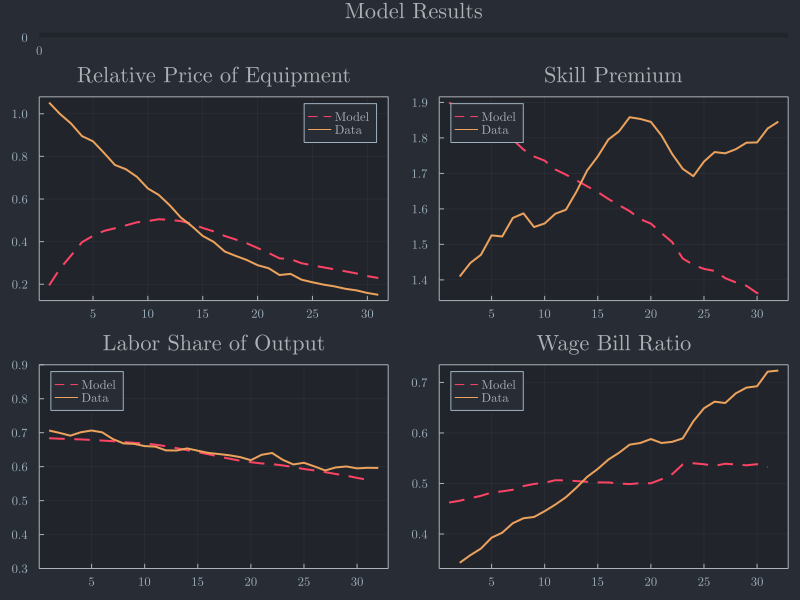 Model Results
0
0
Relative Price of Equipment
Model
Data
1.0
0.8
0.6
0.4
0.2
5 10 15 20 25 30
Skill Premium
Model
Data
1.9
1.8
1.7
1.6
1.5
1.4
5 10 15 20 25 30
Labor Share of Output
Model
Data
0.9
0.8
0.7
0.6
0.5
0.4
0.3
5 10 15 20 25 30
Wage Bill Ratio
Model
Data
0.7
0.6
0.5
0.4
5 10 15 20 25 30